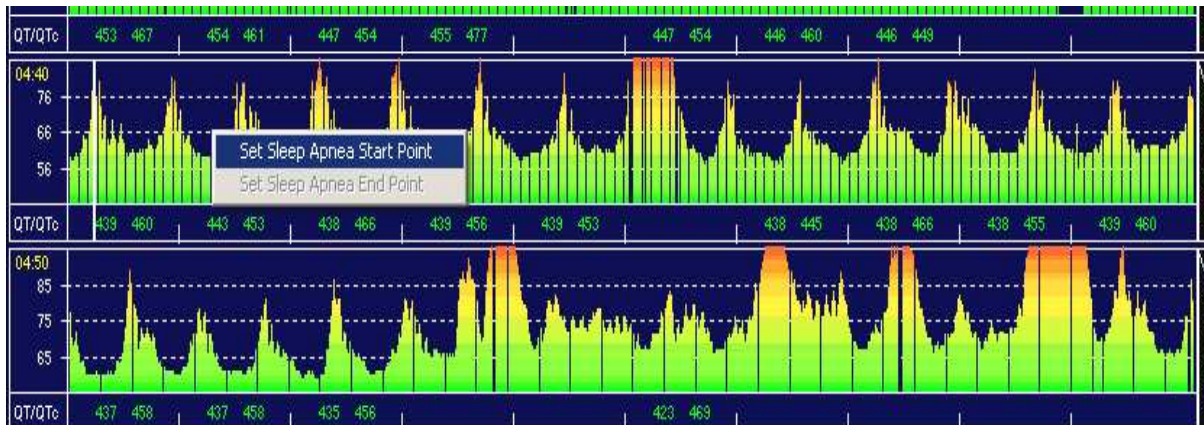 QT/QTc 453 467 454 461 447 454 455 477 447 454 446 460 446 449
04:40
76
66
56
Set Sleep Apnea Start Point
Set Sleep Apnea End Point
QT/QTc 439 460 443 453 438 466 439 456 439 453 438 445 438 466 438 455 439 460
04:50
85
75
65
QT/QTc 437 458 437 458 435 456 423 469